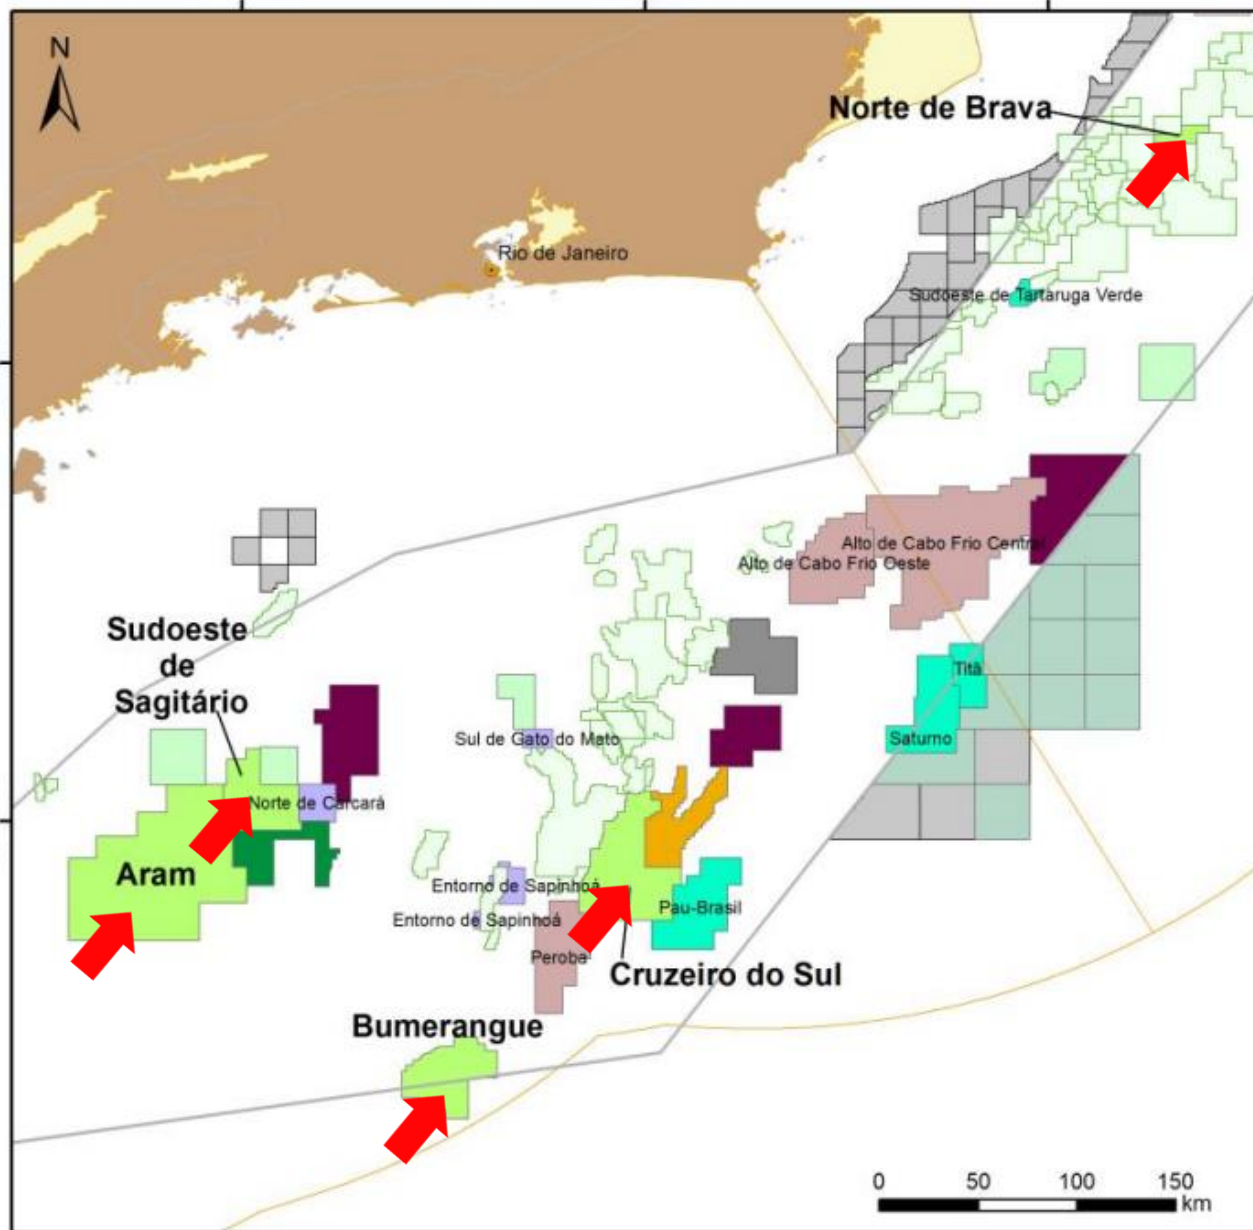 N
Norte de Brava
Rio de Janeiro
Sudoeste de Tartaruga Verde
Alto de Cabo Frio Central
Alto de Cabo Frio Oeste
Sudoeste
de
Sagitário
Titã
Sul de Gato do Mato
Saturno
Norte de Carcará
Aram
Entorno de Sapinhoá
Entorno de Sapinhoá
Pau-Brasil
Peroba
Cruzeiro do Sul
Bumerangue
0 50 100 150
km